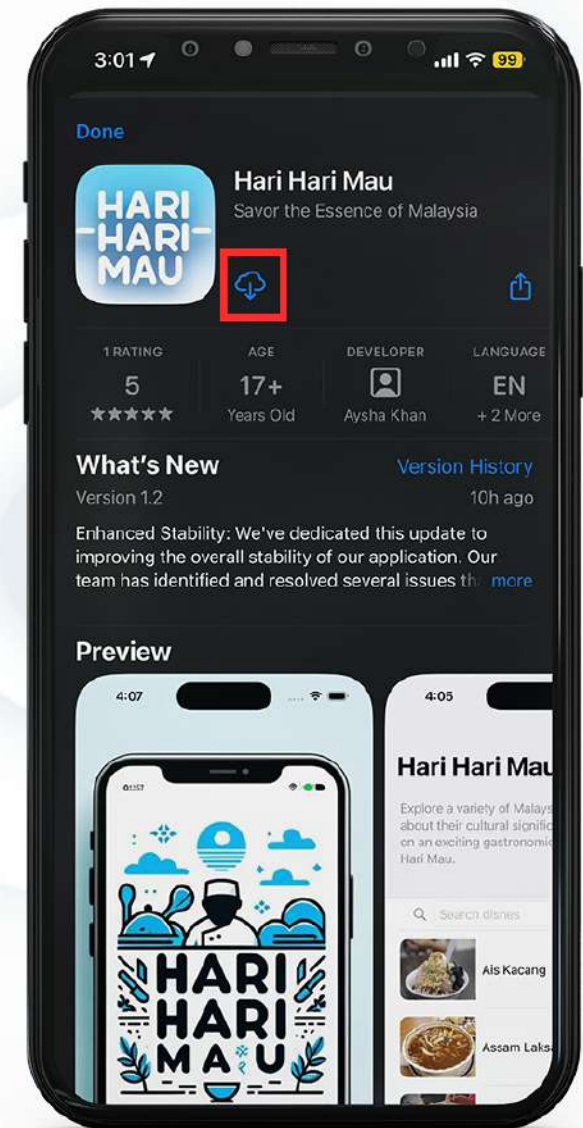 3:01
99
Done
HARI
HARI
MAU
Hari Hari Mau
Savor the Essence of Malaysia
1 RATING
5
★★★★★
AGE
17+
Years Old
DEVELOPER
Aysha Khan
LANGUAGE
EN
+ 2 More
What's New
Version History
Version 1.2
10h ago
Enhanced Stability: We've dedicated this update to
improving the overall stability of our application. Our
team has identified and resolved several issues th more
Preview
4:07
HARI
HARI
MAU
4:05
Hari Hari Mau
Explore a variety of Malays
about their cultural signific
on an exciting gastronomic
Hari Mau.
Search dishes
Ais Kacang
Assam Laks